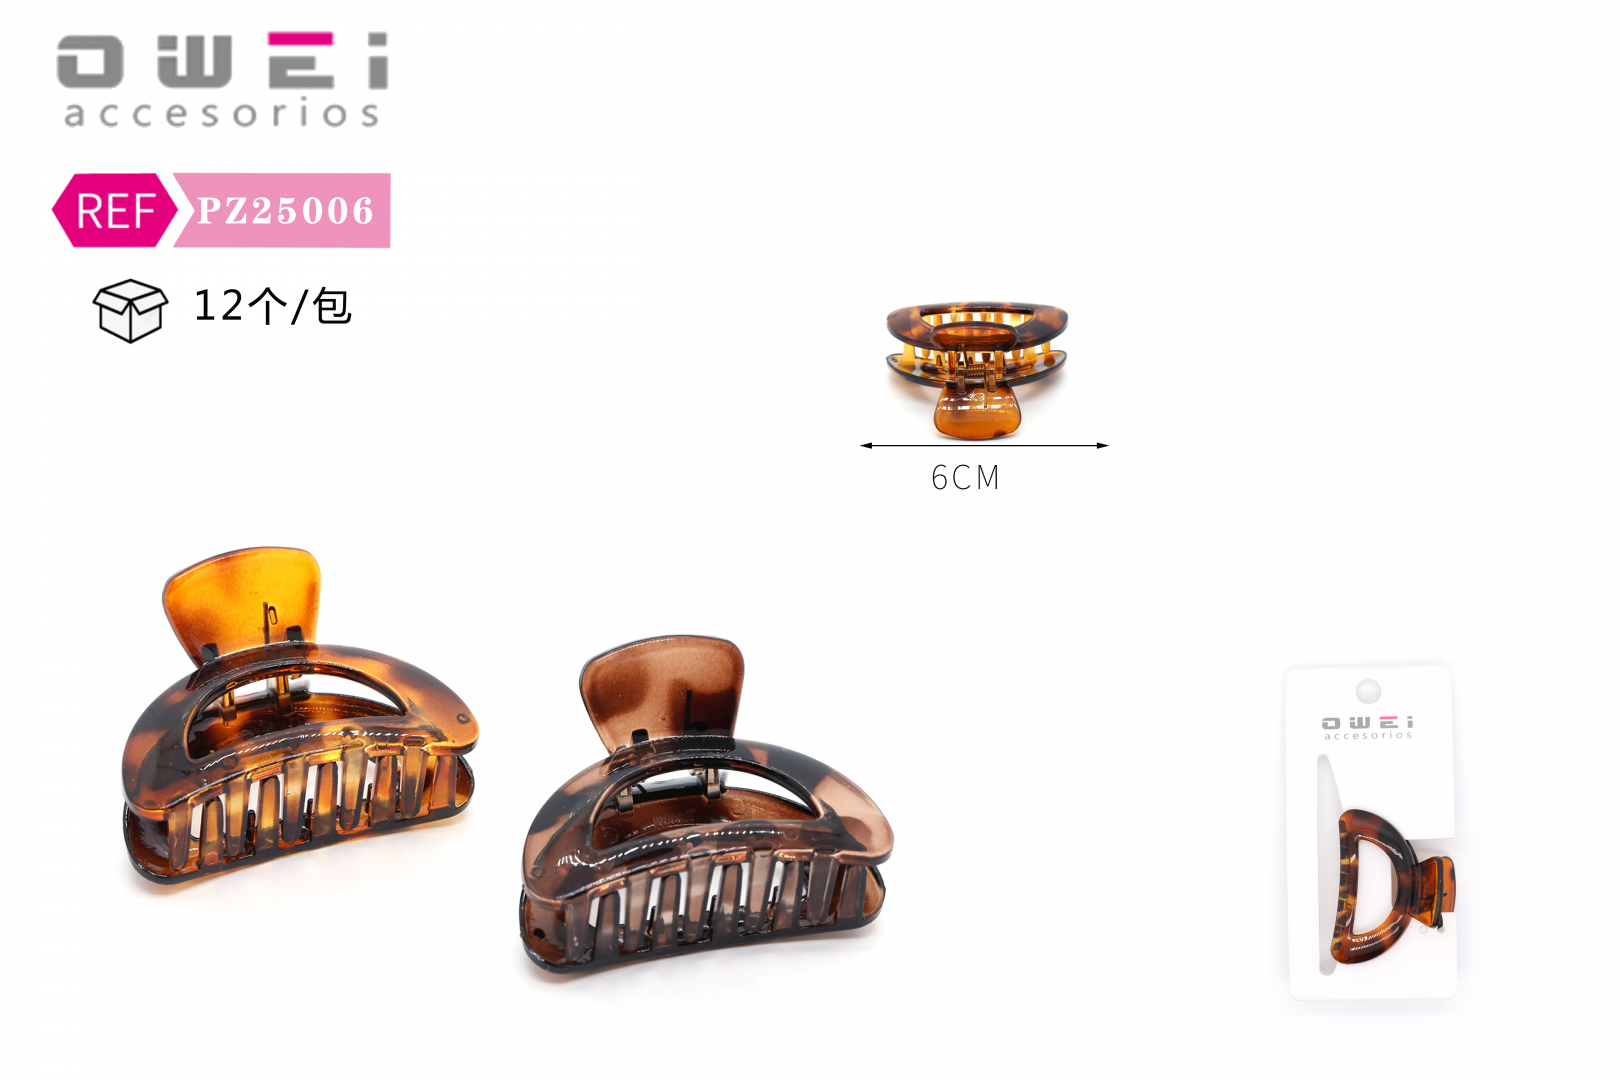 OWEI
accesorios
REF PZ25006
12个/包
6CM
OWEI
accesorios